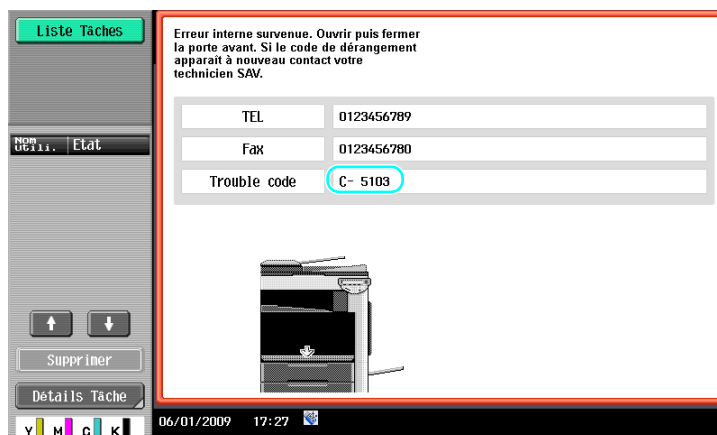 Liste Tâches
Erreur interne survenue. Ouvrir puis fermer
la porte avant. Si le code de dérangement
apparaît à nouveau contact votre
technicien SAV.
TEL 0123456789
Fax 0123456780
Trouble code C- 5103
Nom utili. Etat
Supprimer
Détails Tâche
Y M C K
06/01/2009 17:27